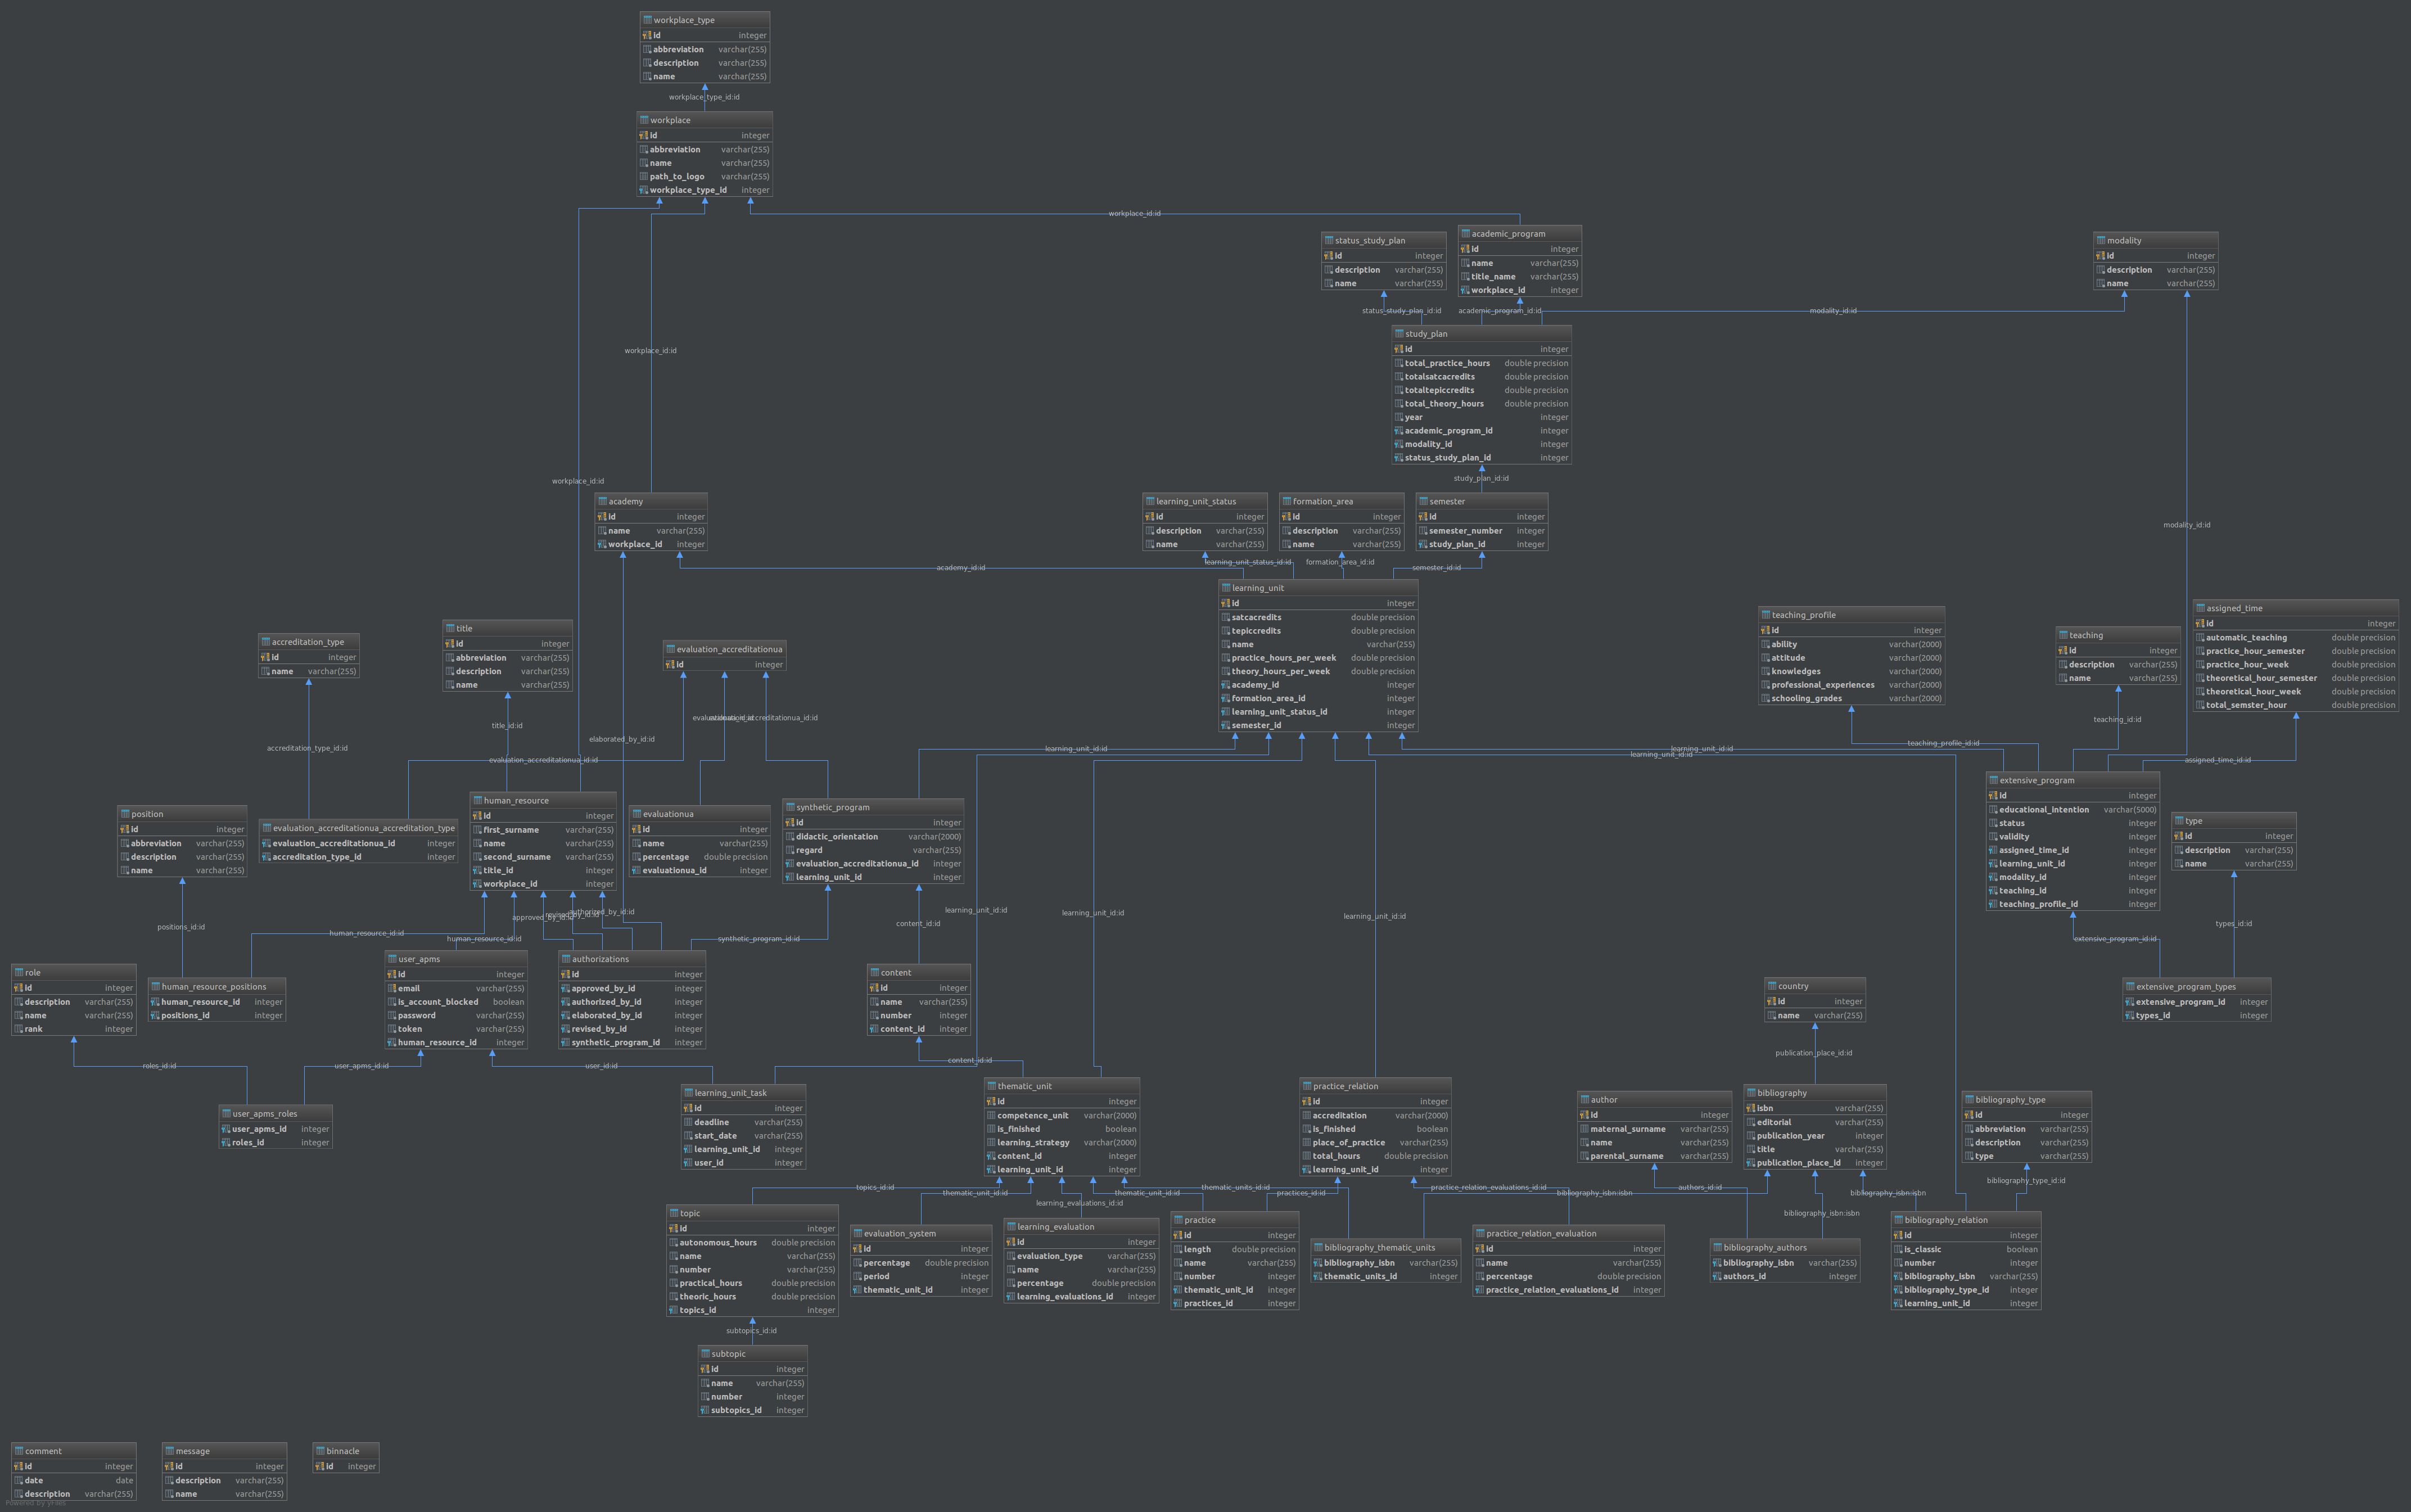 workplace_type
id integer
abbreviation varchar(255)
description varchar(255)
name varchar(255)
workplace_type_id:id
workplace
id integer
abbreviation varchar(255)
name varchar(255)
path_to_logo varchar(255)
workplace_type_id integer
workplace_id:id
status_study_plan
id integer
description varchar(255)
name varchar(255)
academic_program
id integer
name varchar(255)
title_name varchar(255)
workplace_id integer
modality
id integer
description varchar(255)
name varchar(255)
status_study_plan_id:id
academic_program_id:id
modality_id:id
study_plan
id integer
total_practice_hours double precision
totalsatcacredits double precision
totaltepiccredits double precision
total_theory_hours double precision
year integer
academic_program_id integer
modality_id integer
status_study_plan_id integer
workplace_id:id
workplace_id:id
study_plan_id:id
modality_id:id
academy
id integer
name varchar(255)
workplace_id integer
learning_unit_status
id integer
description varchar(255)
name varchar(255)
formation_area
id integer
description varchar(255)
name varchar(255)
semester
id integer
semester_number integer
study_plan_id integer
academy_id:id
learning_unit_status_id:id
formation_area_id:id
semester_id:id
learning_unit
id integer
satcacredits double precision
tepiccredits double precision
name varchar(255)
practice_hours_per_week double precision
theory_hours_per_week double precision
academy_id integer
formation_area_id integer
learning_unit_status_id integer
semester_id integer
accreditation_type
id integer
name varchar(255)
title
id integer
abbreviation varchar(255)
description varchar(255)
name varchar(255)
evaluation_accreditationua
id integer
teaching_profile
id integer
ability varchar(2000)
attitude varchar(2000)
knowledges varchar(2000)
professional_experiences varchar(2000)
schooling_grades varchar(2000)
teaching
id integer
description varchar(255)
name varchar(255)
assigned_time
id integer
automatic_teaching double precision
practice_hour_semester double precision
practice_hour_week double precision
theoretical_hour_semester double precision
theoretical_hour_week double precision
total_semster_hour double precision
title_id:id
elaborated_by_id:id
accreditation_type_id:id
evaluation_accreditationua_id:id
learning_unit_id:id
learning_unit_id:id
learning_unit_id:id
teaching_profile_id:id
teaching_id:id
assigned_time_id:id
position
id integer
abbreviation varchar(255)
description varchar(255)
name varchar(255)
evaluation_accreditationua_accreditation_type
evaluation_accreditationua_id integer
accreditation_type_id integer
human_resource
id integer
first_surname varchar(255)
name varchar(255)
second_surname varchar(255)
title_id integer
workplace_id integer
evaluationua
id integer
name varchar(255)
percentage double precision
evaluationua_id integer
synthetic_program
id integer
didactic_orientation varchar(2000)
regard varchar(255)
evaluation_accreditationua_id integer
learning_unit_id integer
extensive_program
id integer
educational_intention varchar(5000)
status integer
validity integer
assigned_time_id integer
learning_unit_id integer
modality_id integer
teaching_id integer
teaching_profile_id integer
type
id integer
description varchar(255)
name varchar(255)
positions_id:id
human_resource_id:id
human_resource_id:id
synthetic_program_id:id
content_id:id
learning_unit_id:id
learning_unit_id:id
learning_unit_id:id
extensive_program_id:id
types_id:id
role
id integer
description varchar(255)
name varchar(255)
rank integer
human_resource_positions
human_resource_id integer
positions_id integer
user_apms
id integer
email varchar(255)
is_account_blocked boolean
password varchar(255)
token varchar(255)
human_resource_id integer
authorizations
id integer
approved_by_id integer
authorized_by_id integer
elaborated_by_id integer
revised_by_id integer
synthetic_program_id integer
content
id integer
name varchar(255)
number integer
content_id integer
country
id integer
name varchar(255)
extensive_program_types
extensive_program_id integer
types_id integer
roles_id:id
user_apms_id:id
user_id:id
content_id:id
publication_place_id:id
user_apms_roles
user_apms_id integer
roles_id integer
learning_unit_task
id integer
deadline varchar(255)
start_date varchar(255)
learning_unit_id integer
user_id integer
thematic_unit
id integer
competence_unit varchar(2000)
is_finished boolean
learning_strategy varchar(2000)
content_id integer
learning_unit_id integer
practice_relation
id integer
accreditation varchar(2000)
is_finished boolean
place_of_practice varchar(255)
total_hours double precision
learning_unit_id integer
author
id integer
maternal_surname varchar(255)
name varchar(255)
parental_surname varchar(255)
bibliography
isbn varchar(255)
editorial varchar(255)
publication_year integer
title varchar(255)
publication_place_id integer
bibliography_type
id integer
abbreviation varchar(255)
description varchar(255)
type varchar(255)
topics_id:id
thematic_unit_id:id
learning_evaluations_id:id
thematic_unit_id:id
thematic_units_id:id
practices_id:id
practice_relation_evaluations_id:id
bibliography_isbn:isbn
authors_id:id
bibliography_isbn:isbn
bibliography_isbn:isbn
bibliography_type_id:id
topic
id integer
autonomous_hours double precision
name varchar(255)
number varchar(255)
practical_hours double precision
theoric_hours double precision
topics_id integer
evaluation_system
id integer
percentage double precision
period integer
thematic_unit_id integer
learning_evaluation
id integer
evaluation_type varchar(255)
name varchar(255)
percentage double precision
learning_evaluations_id integer
practice
id integer
length double precision
name varchar(255)
number integer
thematic_unit_id integer
practices_id integer
bibliography_thematic_units
bibliography_isbn varchar(255)
thematic_units_id integer
practice_relation_evaluation
id integer
name varchar(255)
percentage double precision
practice_relation_evaluations_id integer
bibliography_authors
bibliography_isbn varchar(255)
authors_id integer
bibliography_relation
id integer
is_classic boolean
number integer
bibliography_isbn varchar(255)
bibliography_type_id integer
learning_unit_id integer
subtopics_id:id
subtopic
id integer
name varchar(255)
number integer
subtopics_id integer
comment
id integer
date date
description varchar(255)
message
id integer
description varchar(255)
name varchar(255)
binnacle
id integer
Powered by yFiles